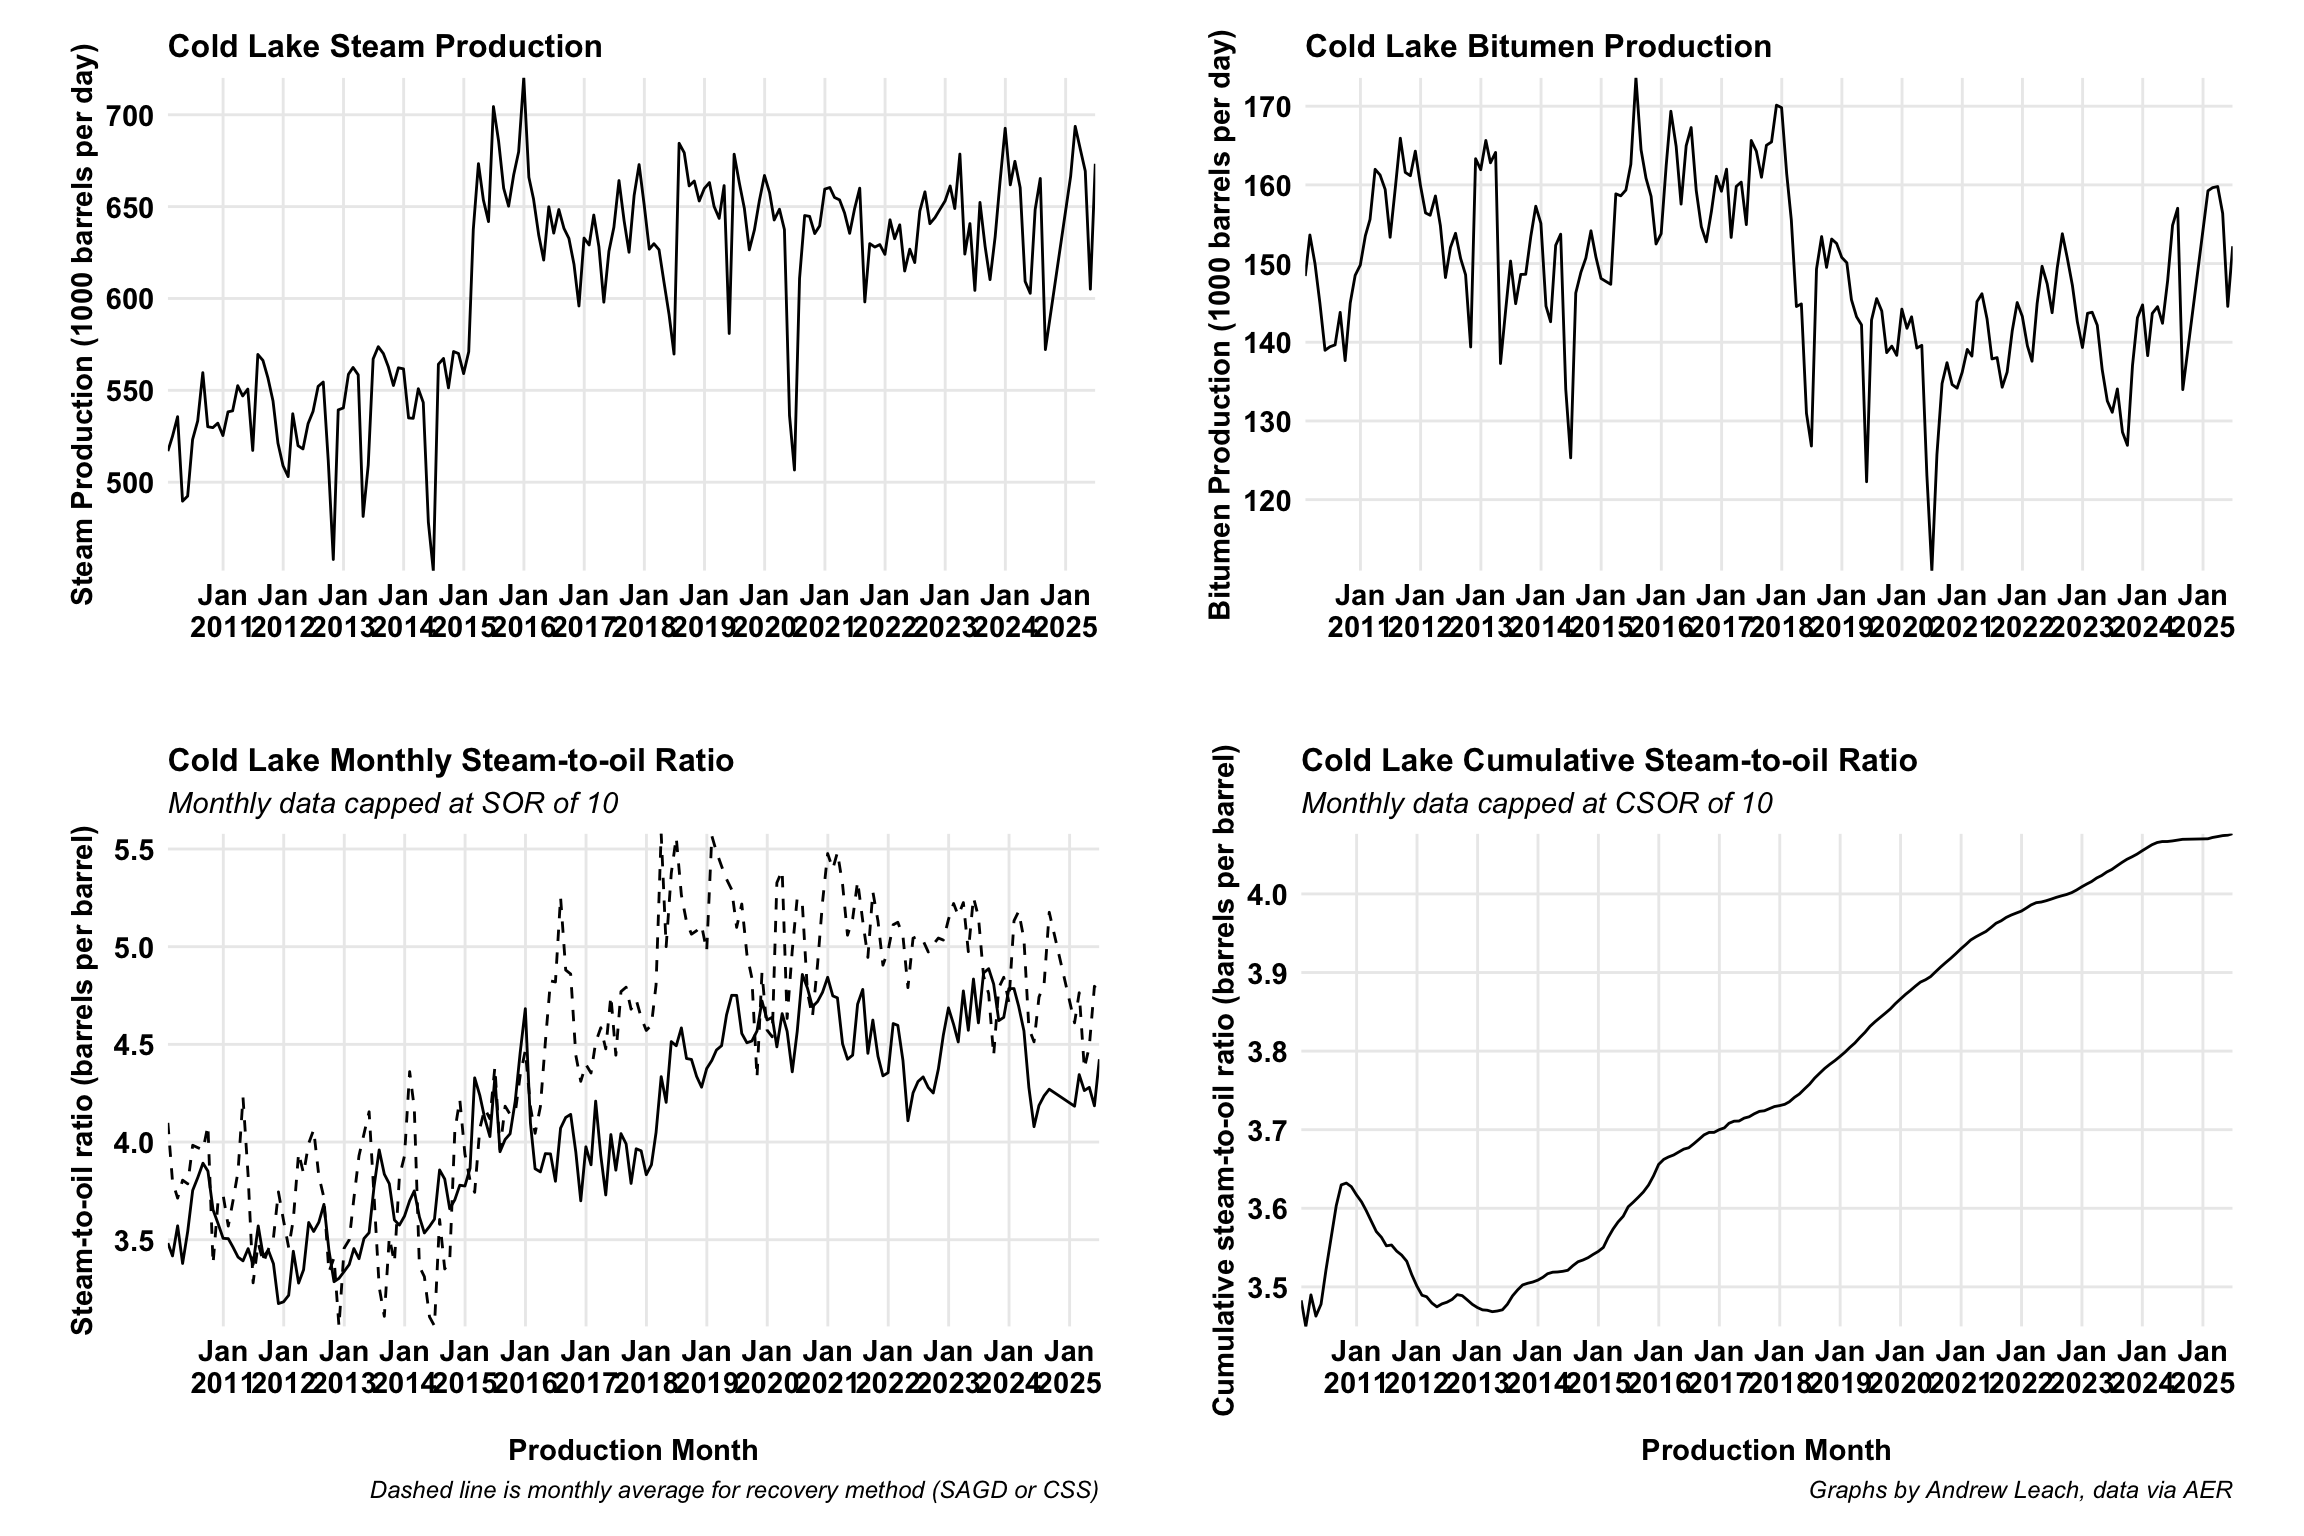 Cold Lake Steam Production
Steam Production (1000 barrels per day)
700
650
600
550
500
Jan Jan Jan Jan Jan Jan Jan Jan Jan Jan Jan Jan Jan Jan Jan
2011 2012 2013 2014 2015 2016 2017 2018 2019 2020 2021 2022 2023 2024 2025
Cold Lake Bitumen Production
Bitumen Production (1000 barrels per day)
170
160
150
140
130
120
Jan Jan Jan Jan Jan Jan Jan Jan Jan Jan Jan Jan Jan Jan Jan
2011 2012 2013 2014 2015 2016 2017 2018 2019 2020 2021 2022 2023 2024 2025
Cold Lake Monthly Steam-to-oil Ratio
Monthly data capped at SOR of 10
Steam-to-oil ratio (barrels per barrel)
5.5
5.0
4.5
4.0
3.5
Jan Jan Jan Jan Jan Jan Jan Jan Jan Jan Jan Jan Jan Jan Jan
2011 2012 2013 2014 2015 2016 2017 2018 2019 2020 2021 2022 2023 2024 2025
Production Month
Dashed line is monthly average for recovery method (SAGD or CSS)
Cold Lake Cumulative Steam-to-oil Ratio
Monthly data capped at CSOR of 10
Cumulative steam-to-oil ratio (barrels per barrel)
4.0
3.9
3.8
3.7
3.6
3.5
Jan Jan Jan Jan Jan Jan Jan Jan Jan Jan Jan Jan Jan Jan Jan
2011 2012 2013 2014 2015 2016 2017 2018 2019 2020 2021 2022 2023 2024 2025
Production Month
Graphs by Andrew Leach, data via AER